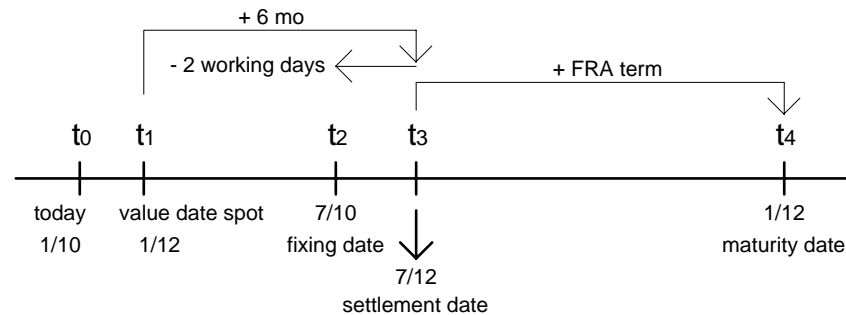 + 6 mo
- 2 working days
+ FRA term
t0 t1 t2 t3 t4
today value date spot 7/10 1/12
1/10 1/12 fixing date maturity date
7/12
settlement date